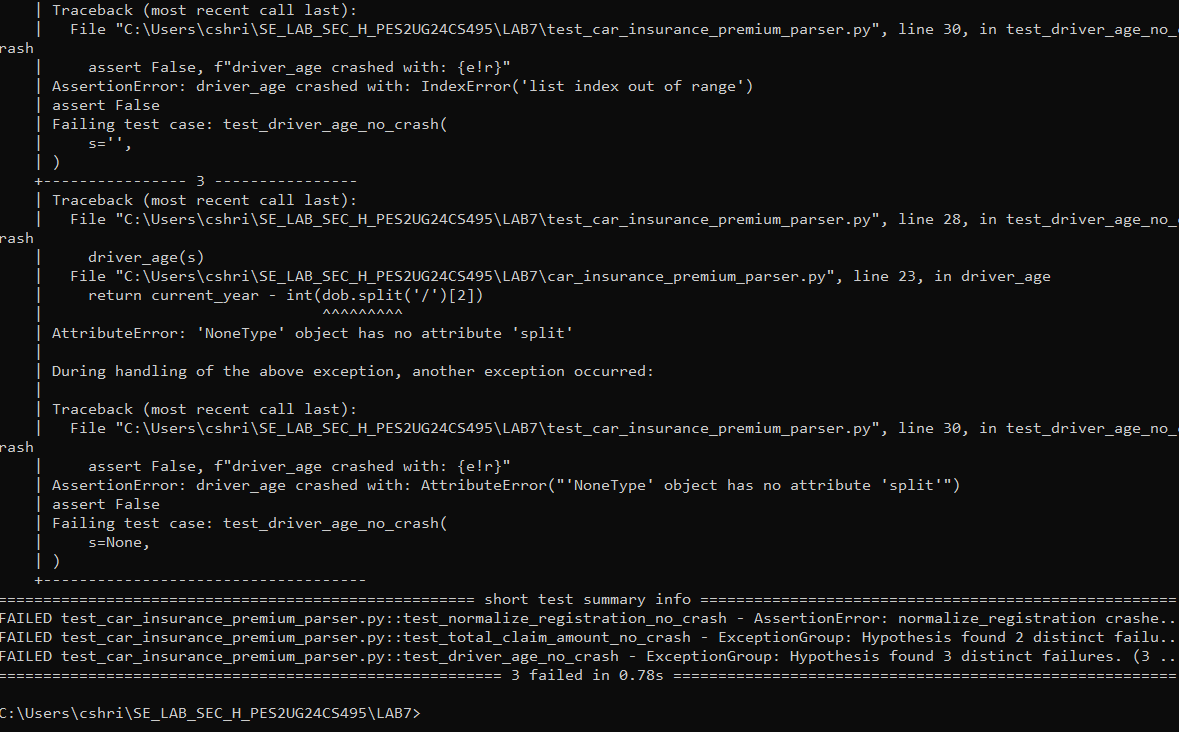 | Traceback (most recent call last):
|   File "C:\Users\cshri\SE_LAB_SEC_H_PES2UG24CS495\LAB7\test_car_insurance_premium_parser.py", line 30, in test_driver_age_no_
rash
|     assert False, f"driver_age crashed with: {e!r}"
| AssertionError: driver_age crashed with: IndexError('list index out of range')
| assert False
| Failing test case: test_driver_age_no_crash(
|     s='',
| )
+---------------- 3 ----------------
| Traceback (most recent call last):
|   File "C:\Users\cshri\SE_LAB_SEC_H_PES2UG24CS495\LAB7\test_car_insurance_premium_parser.py", line 28, in test_driver_age_no_
rash
|     driver_age(s)
|   File "C:\Users\cshri\SE_LAB_SEC_H_PES2UG24CS495\LAB7\car_insurance_premium_parser.py", line 23, in driver_age
|     return current_year - int(dob.split('/')[2])
|                               ^^^^^^^^^
| AttributeError: 'NoneType' object has no attribute 'split'
|
| During handling of the above exception, another exception occurred:
|
| Traceback (most recent call last):
|   File "C:\Users\cshri\SE_LAB_SEC_H_PES2UG24CS495\LAB7\test_car_insurance_premium_parser.py", line 30, in test_driver_age_no_
rash
|     assert False, f"driver_age crashed with: {e!r}"
| AssertionError: driver_age crashed with: AttributeError("'NoneType' object has no attribute 'split'")
| assert False
| Failing test case: test_driver_age_no_crash(
|     s=None,
| )
+------------------------------------
===================================================== short test summary info =====================================================
FAILED test_car_insurance_premium_parser.py::test_normalize_registration_no_crash - AssertionError: normalize_registration crashe..
FAILED test_car_insurance_premium_parser.py::test_total_claim_amount_no_crash - ExceptionGroup: Hypothesis found 2 distinct failu..
FAILED test_car_insurance_premium_parser.py::test_driver_age_no_crash - ExceptionGroup: Hypothesis found 3 distinct failures. (3 ..
======================================================== 3 failed in 0.78s ========================================================
C:\Users\cshri\SE_LAB_SEC_H_PES2UG24CS495\LAB7>